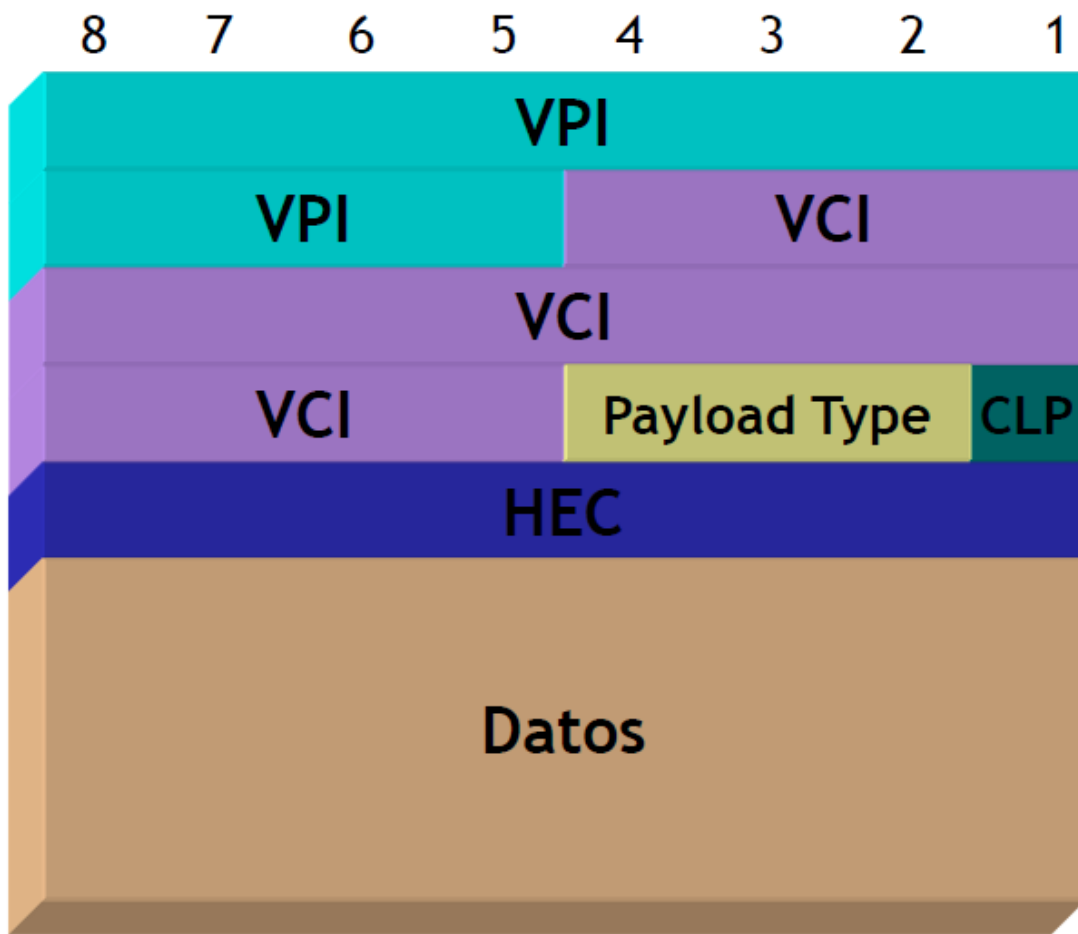 8 7 6 5 4 3 2 1
VPI
VPI VCI
VCI
VCI Payload Type CLP
HEC
Datos